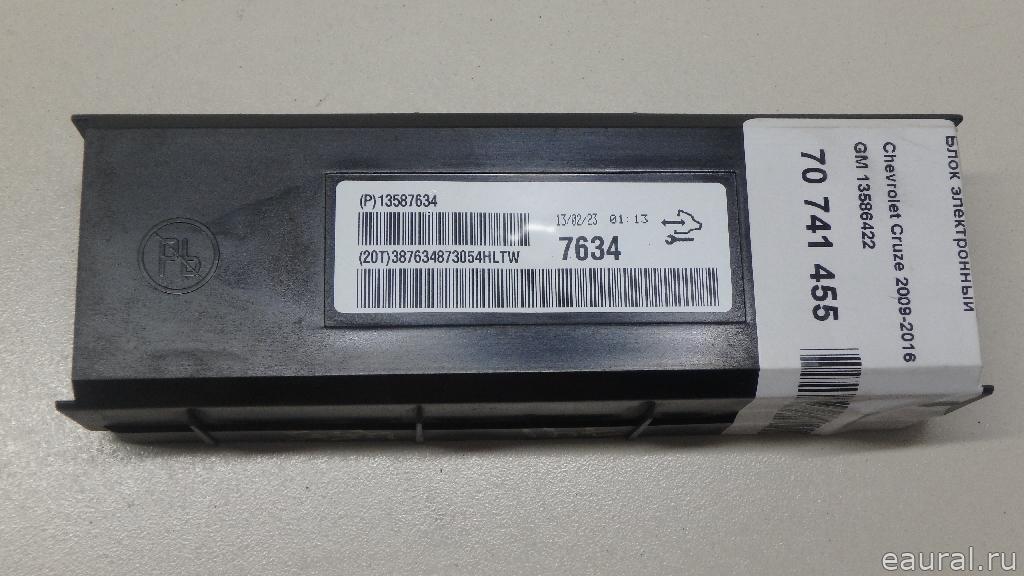 (P)13587634
13/02/23 01:13
(20T)387634873054HLTW
7634
Блок электронный
Chevrolet Cruze 2009-2016
GM 13586422
70 741 455
Pb
eaural.ru